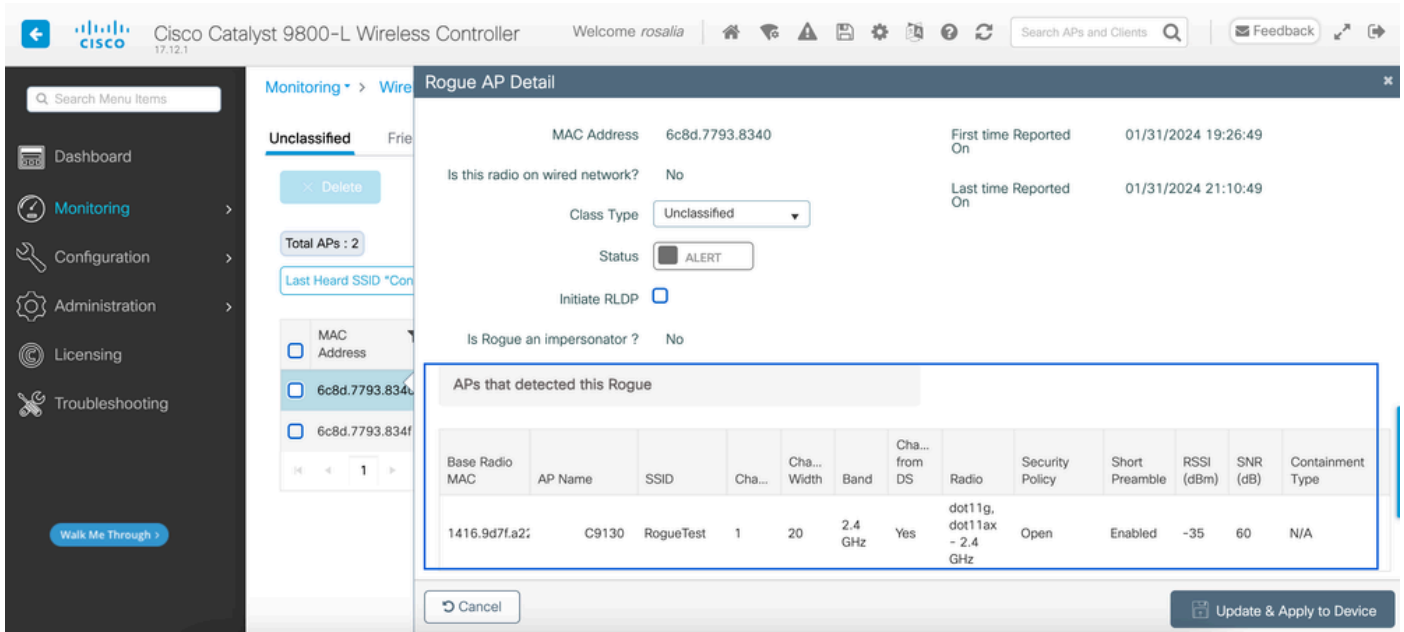 CISCO
Cisco Catalyst 9800-L Wireless Controller
17.12.1
Welcome rosalia
Search APs and Clients
Feedback
Search Menu Items
Dashboard
Monitoring
Configuration
Administration
Licensing
Troubleshooting
Walk Me Through >
Monitoring > Wire
Unclassified Frie
× Delete
Total APs : 2
Last Heard SSID "Con
MAC
Address
6c8d.7793.8340
6c8d.7793.834f
1
Rogue AP Detail
MAC Address 6c8d.7793.8340
First time Reported 01/31/2024 19:26:49
On
Is this radio on wired network? No
Last time Reported 01/31/2024 21:10:49
On
Class Type Unclassified
Status ALERT
Initiate RLDP
Is Rogue an impersonator ? No
APs that detected this Rogue
Base Radio MAC AP Name SSID Cha... Cha... Width Band Cha... from DS Radio Security Policy Short Preamble RSSI (dBm) SNR (dB) Containment Type
1416.9d7f.a22 C9130 RogueTest 1 20 2.4 GHz Yes dot11g, dot11ax - 2.4 GHz Open Enabled -35 60 N/A
Cancel
Update & Apply to Device